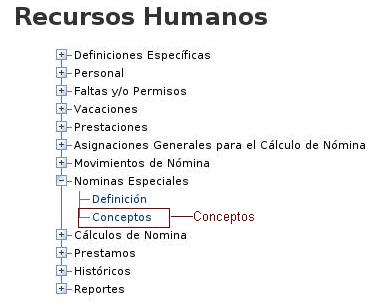 Recursos Humanos
Definiciones Específicas
Personal
Faltas y/o Permisos
Vacaciones
Prestaciones
Asignaciones Generales para el Cálculo de Nómina
Movimientos de Nómina
Nominas Especiales
Definición
Conceptos Conceptos
Cálculos de Nomina
Prestamos
Históricos
Reportes